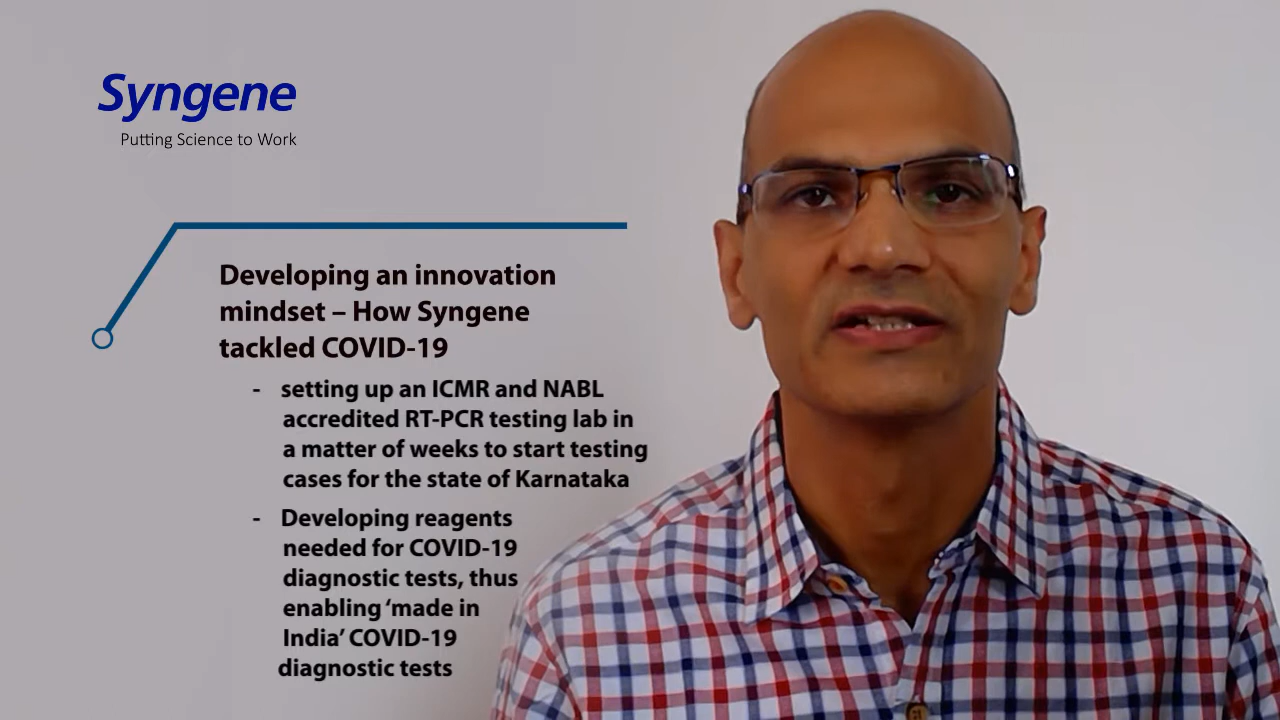 Syngene
Putting Science to Work
Developing an innovation
mindset – How Syngene
tackled COVID-19
- setting up an ICMR and NABL
accredited RT-PCR testing lab in
a matter of weeks to start testing
cases for the state of Karnataka
- Developing reagents
needed for COVID-19
diagnostic tests, thus
enabling ‘made in
India’ COVID-19
diagnostic tests